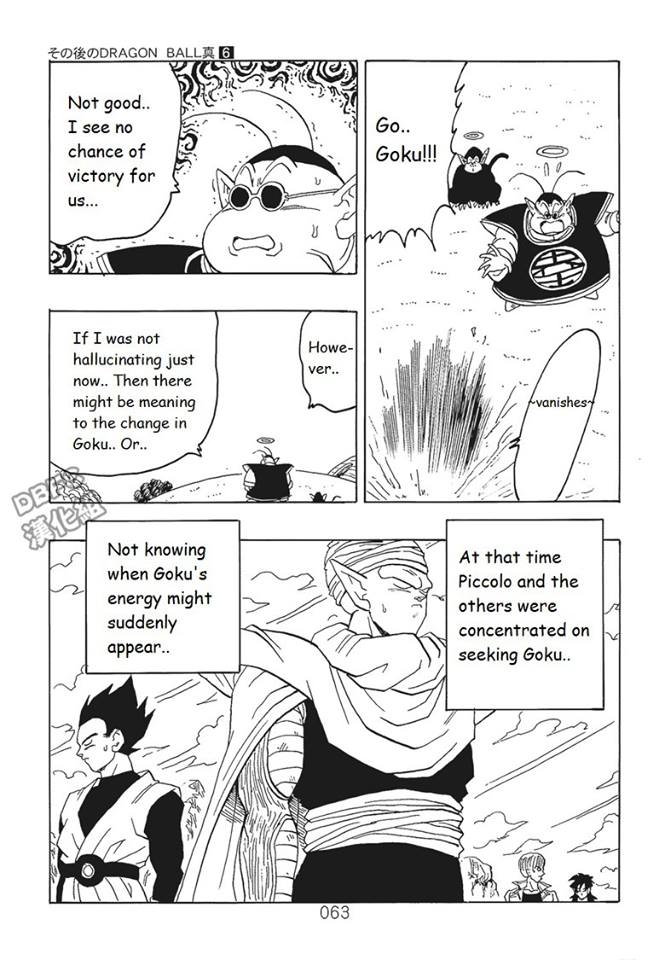 その後のDRAGON BALL真 6
Go..
Goku!!!
~vanishes~
Not good..
I see no
chance of
victory for
us...
Howe-
ver..
If I was not
hallucinating just
now.. Then there
might be meaning
to the change in
Goku.. Or..
At that time
Piccolo and the
others were
concentrated on
seeking Goku..
Not knowing
when Goku's
energy might
suddenly
appear..
漢化組
063